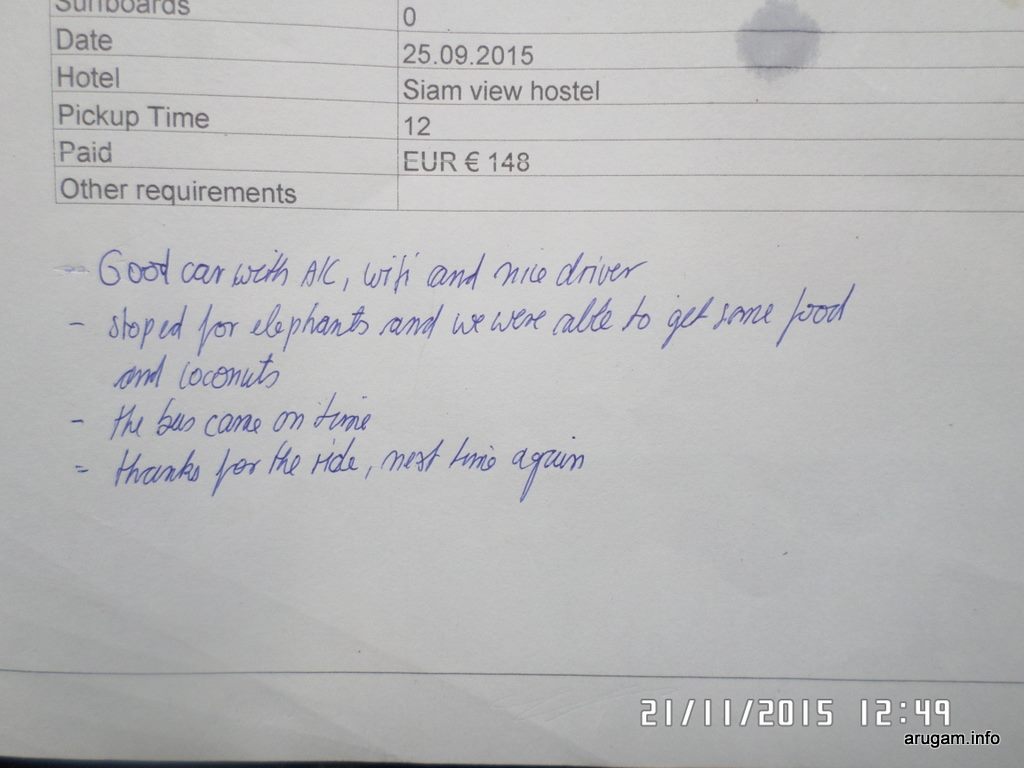 Surfboards 0
Date 25.09.2015
Hotel Siam view hostel
Pickup Time 12
Paid EUR € 148
Other requirements
- Good car with A/C, wifi and nice driver
- stoped for elephants and we were able to get some food
and coconuts
- the bus came on time
- thanks for the ride, next time again
21/11/2015 12:49
arugam.info